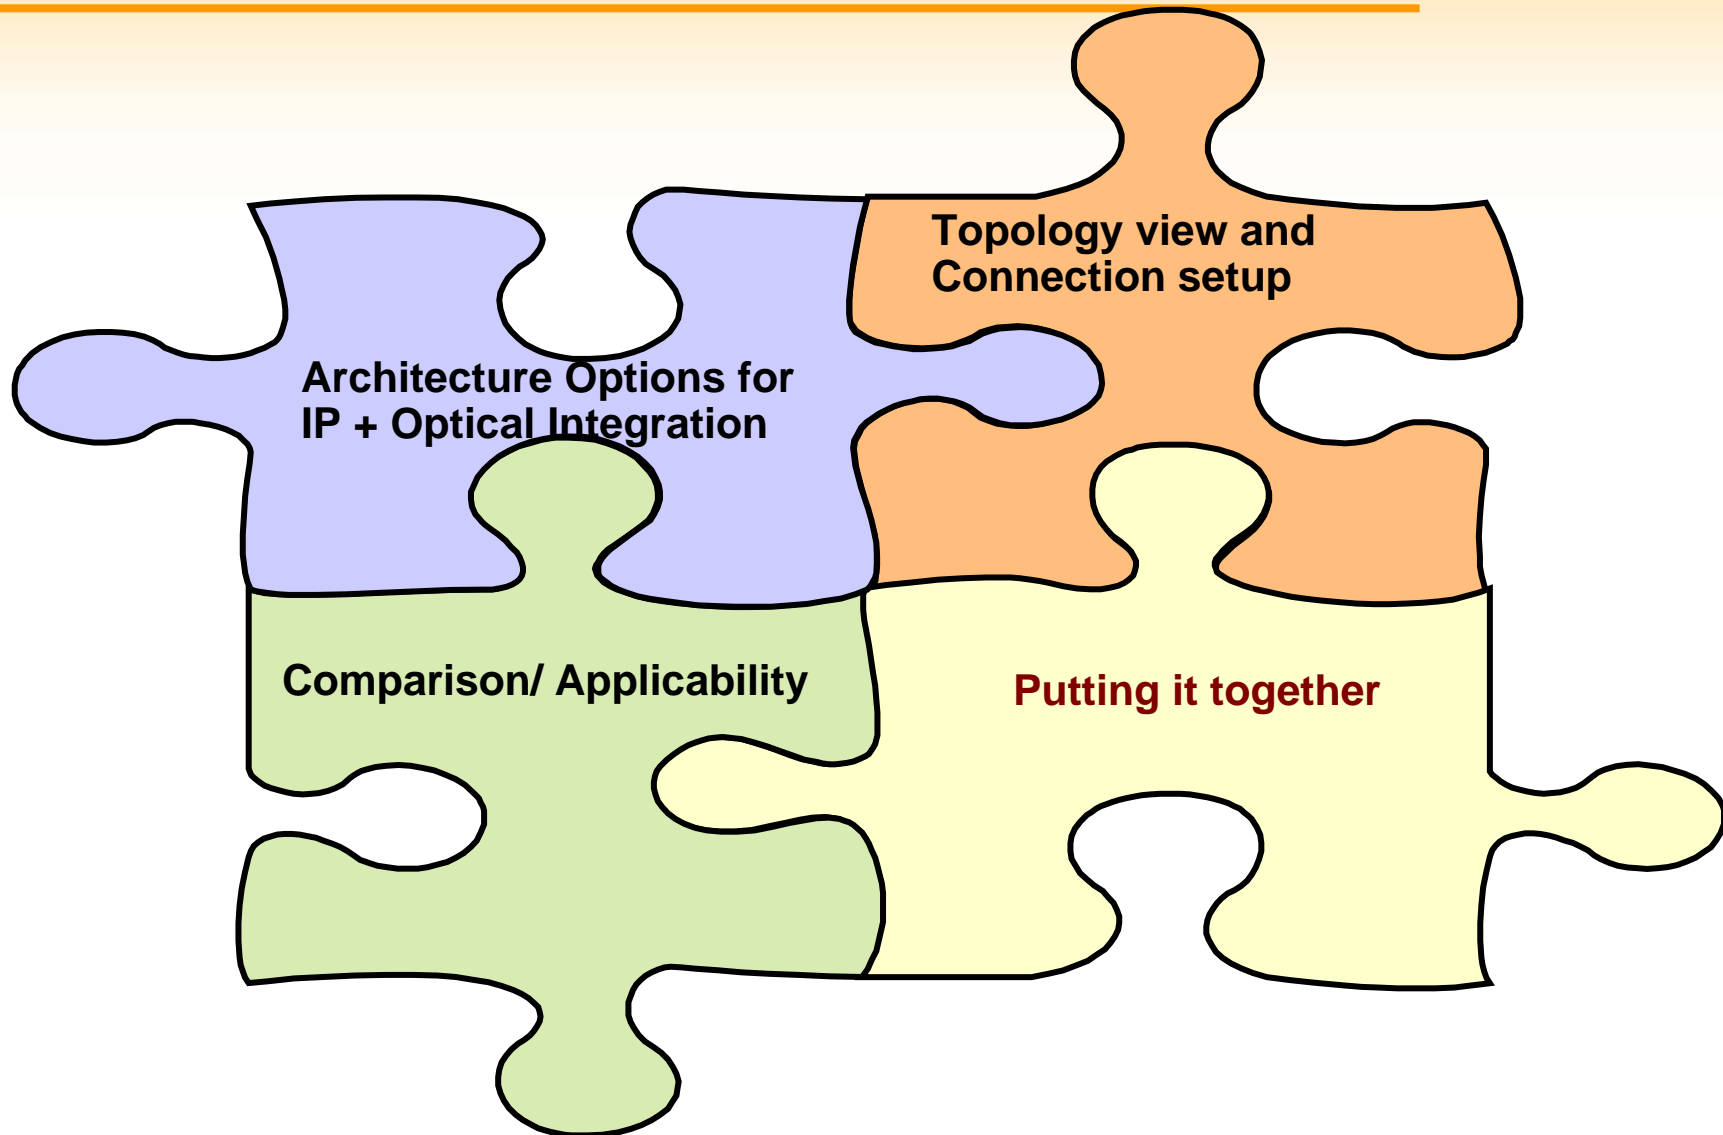 Topology view and
Connection setup
Architecture Options for
IP + Optical Integration
Comparison/ Applicability
Putting it together